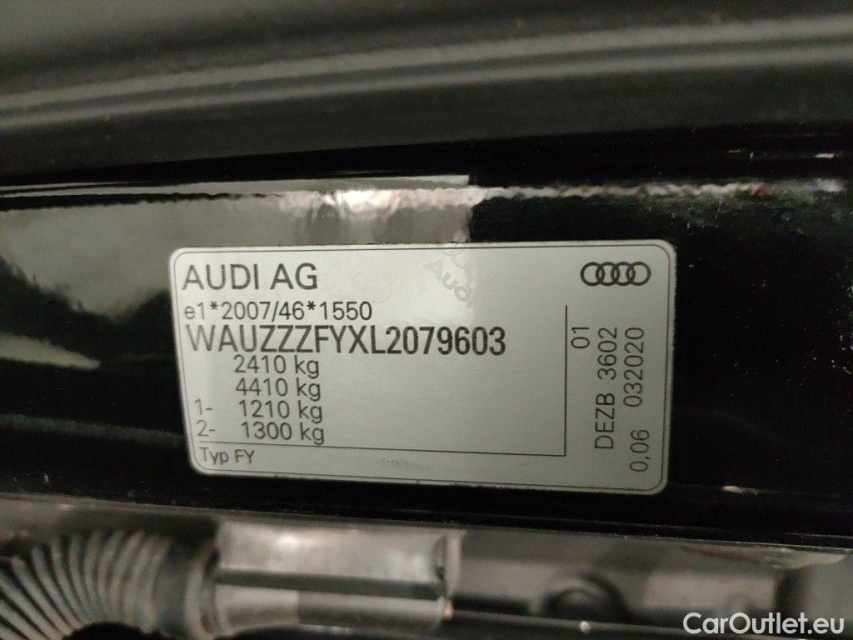 AUDI AG
e1*2007/46*1550
WAUZZZFYXL2079603
2410 kg
4410 kg
1- 1210 kg
2- 1300 kg
Typ FY
01
DEZB 3602
0,06 032020
Audi
CarOutlet.eu